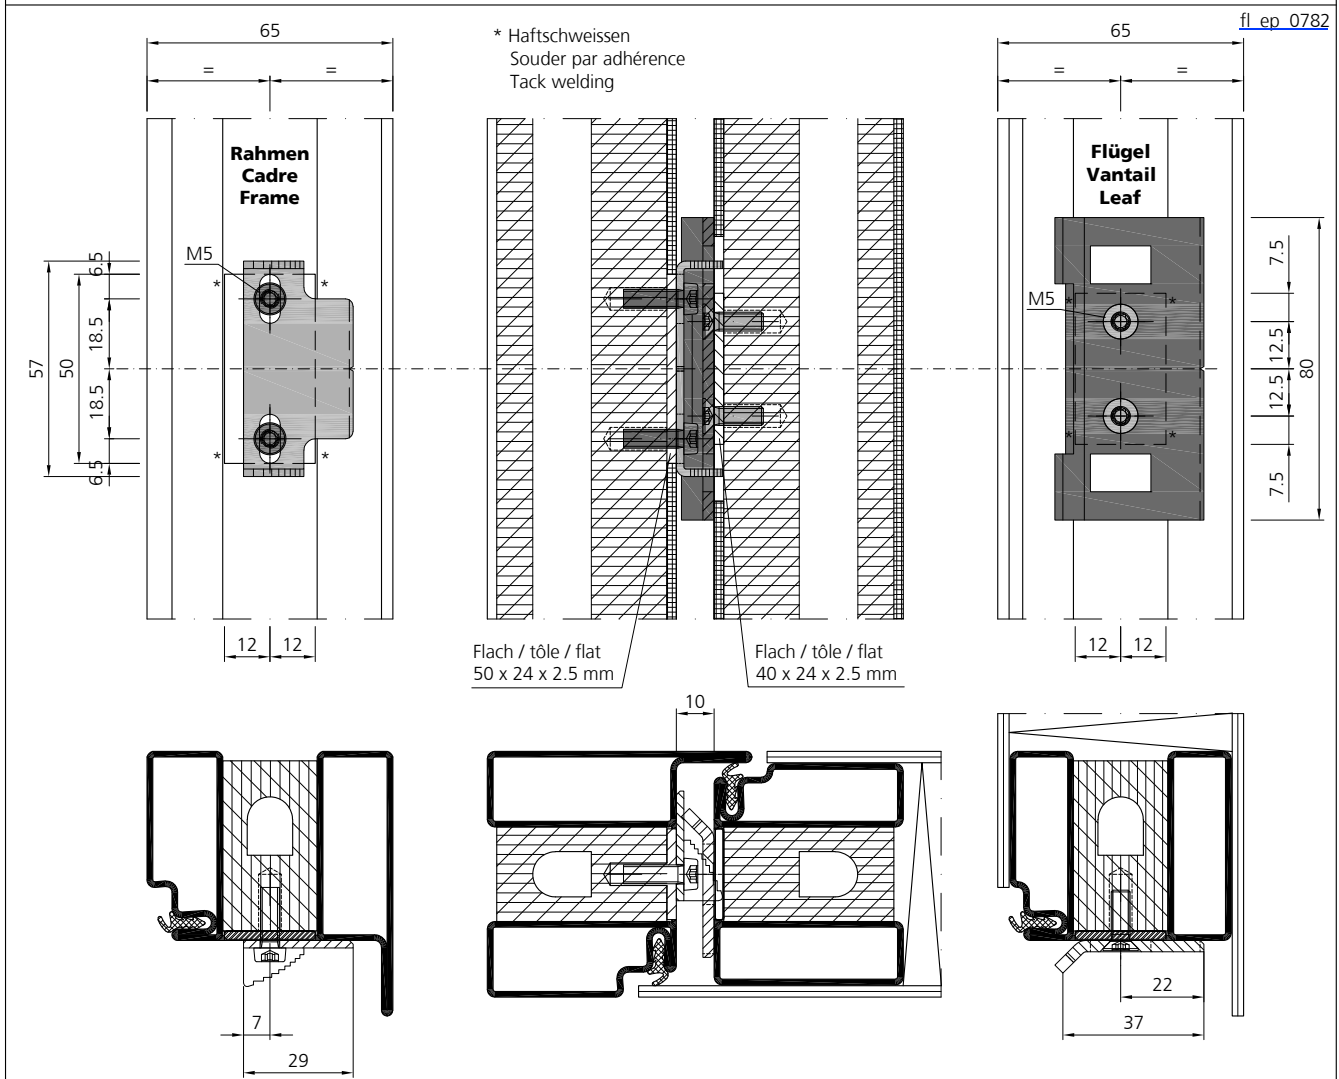 fl_ep_0782
65
* Haftschweissen
Souder par adhérence
Tack welding
65
= =
= =
Rahmen
Cadre
Frame
Flügel
Vantail
Leaf
M5
6.5
18.5
18.5
6.5
50
57
* *
* *
M5
* *
* *
7.5
12.5
12.5
7.5
80
12 12
12 12
Flach / tôle / flat
50 x 24 x 2.5 mm
Flach / tôle / flat
40 x 24 x 2.5 mm
10
7
29
22
37